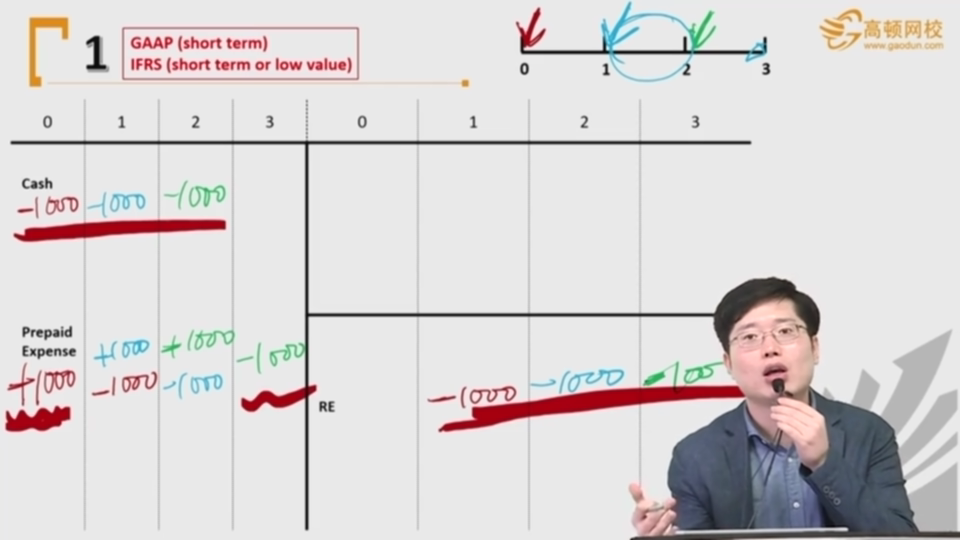 1
GAAP (short term)
IFRS (short term or low value)
0 1 2 3
高顿网校
www.gaodun.com
0 1 2 3 0 1 2 3
Cash
-1000 -1000 -1000
Prepaid
Expense
+1000 +1000
-1000
+1000 -1000 -1000
RE
-1000 -1000